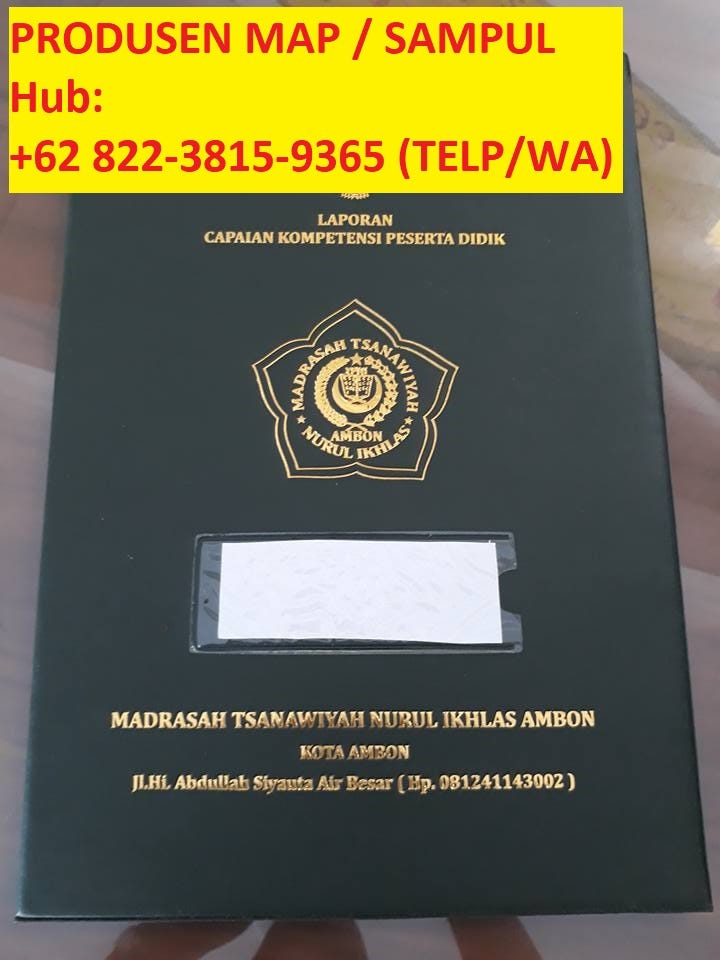 PRODUSEN MAP / SAMPUL
Hub:
+62 822-3815-9365 (TELP/WA)
LAPORAN
CAPAIAN KOMPETENSI PESERTA DIDIK
MADRASAH TSANAWIYAH
AMBON
NURUL IKHLAS
MADRASAH TSANAWIYAH NURUL IKHLAS AMBON
KOTA AMBON
Jl.Hi. Abdullah Siyauta Air Besar ( Hp. 081241143002 )